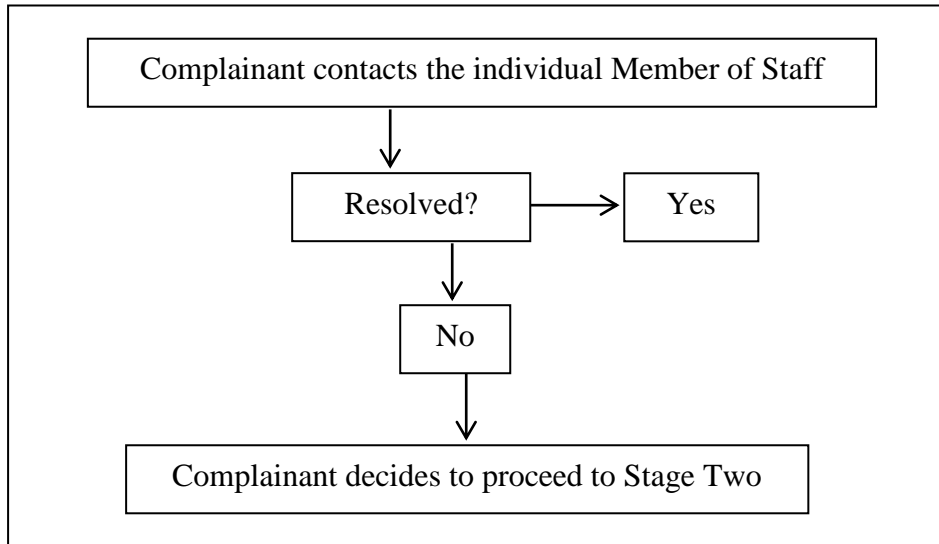 Complainant contacts the individual Member of Staff
Resolved?
Yes
No
Complainant decides to proceed to Stage Two